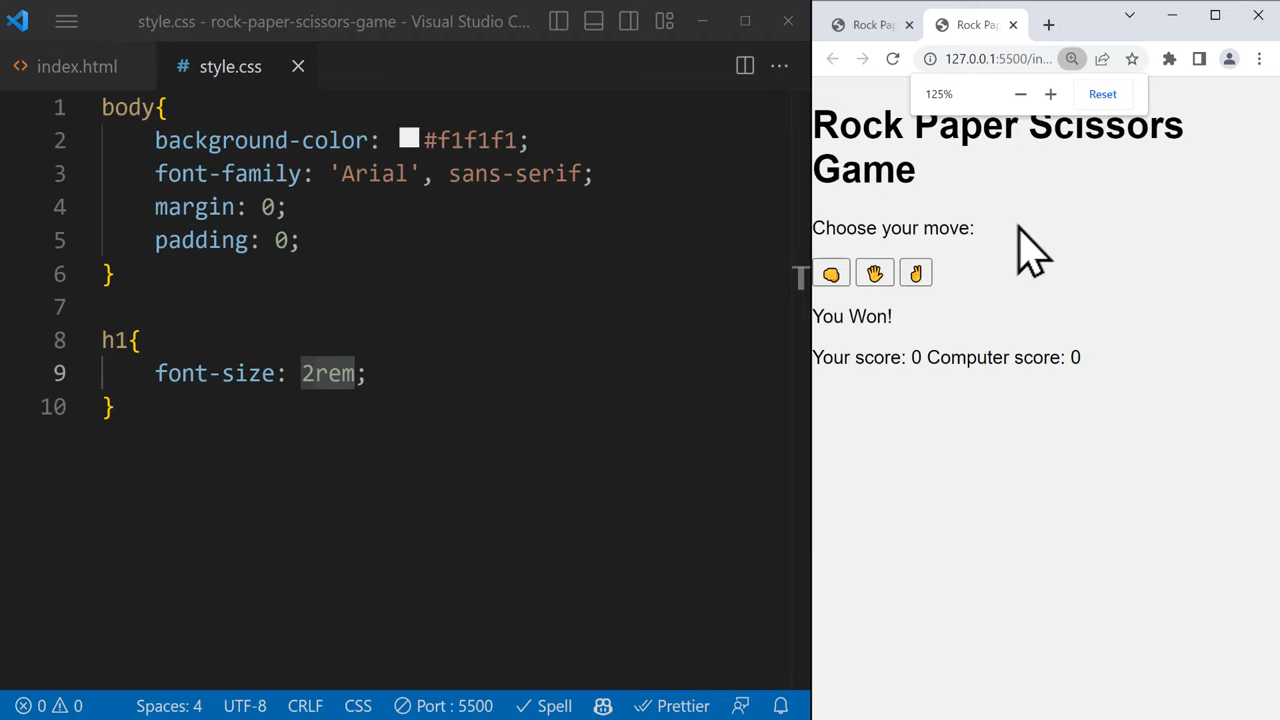 style.css - rock-paper-scissors-game - Visual Studio C...
index.html
# style.css
1 body{
2 background-color: #f1f1f1;
3 font-family: 'Arial', sans-serif;
4 margin: 0;
5 padding: 0;
6 }
7
8 h1{
9 font-size: 2rem;
10 }
0 0 Spaces: 4 UTF-8 CRLF CSS Port : 5500 Spell Prettier
Rock Pap
Rock Pap
127.0.0.1:5500/in...
125% Reset
Rock Paper Scissors
Game
Choose your move:
You Won!
Your score: 0 Computer score: 0
T